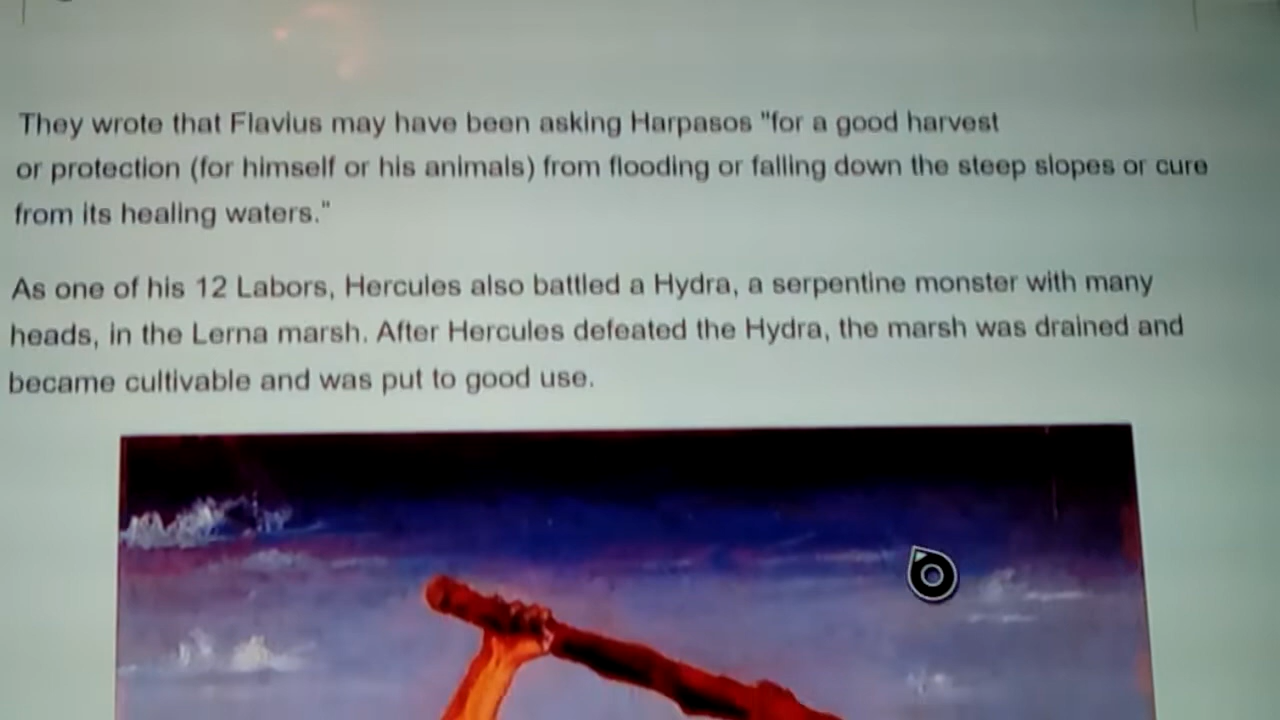 They wrote that Flavius may have been asking Harpasos "for a good harvest
or protection (for himself or his animals) from flooding or falling down the steep slopes or cure
from its healing waters."
As one of his 12 Labors, Hercules also battled a Hydra, a serpentine monster with many
heads, in the Lerna marsh. After Hercules defeated the Hydra, the marsh was drained and
became cultivable and was put to good use.